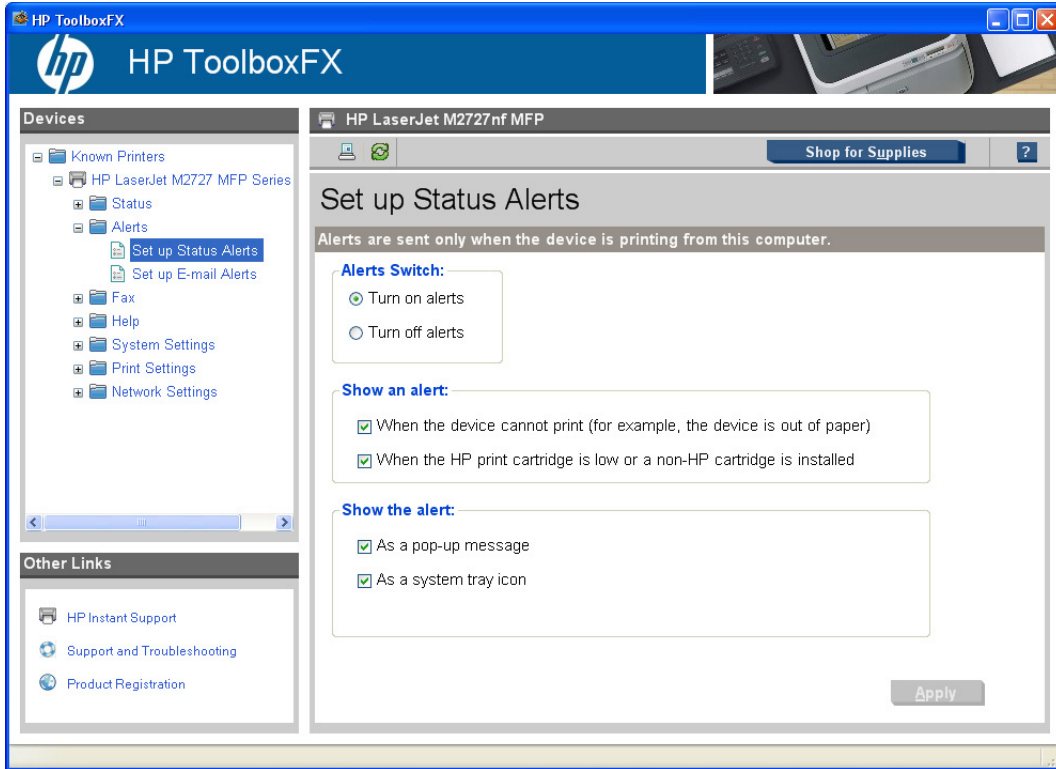 HP ToolboxFX
hp HP ToolboxFX
Devices
Known Printers
HP LaserJet M2727 MFP Series
Status
Alerts
Set up Status Alerts
Set up E-mail Alerts
Fax
Help
System Settings
Print Settings
Network Settings
Other Links
HP Instant Support
Support and Troubleshooting
Product Registration
HP LaserJet M2727nf MFP
Shop for Supplies ?
Set up Status Alerts
Alerts are sent only when the device is printing from this computer.
Alerts Switch:
Turn on alerts
Turn off alerts
Show an alert:
When the device cannot print (for example, the device is out of paper)
When the HP print cartridge is low or a non-HP cartridge is installed
Show the alert:
As a pop-up message
As a system tray icon
Apply